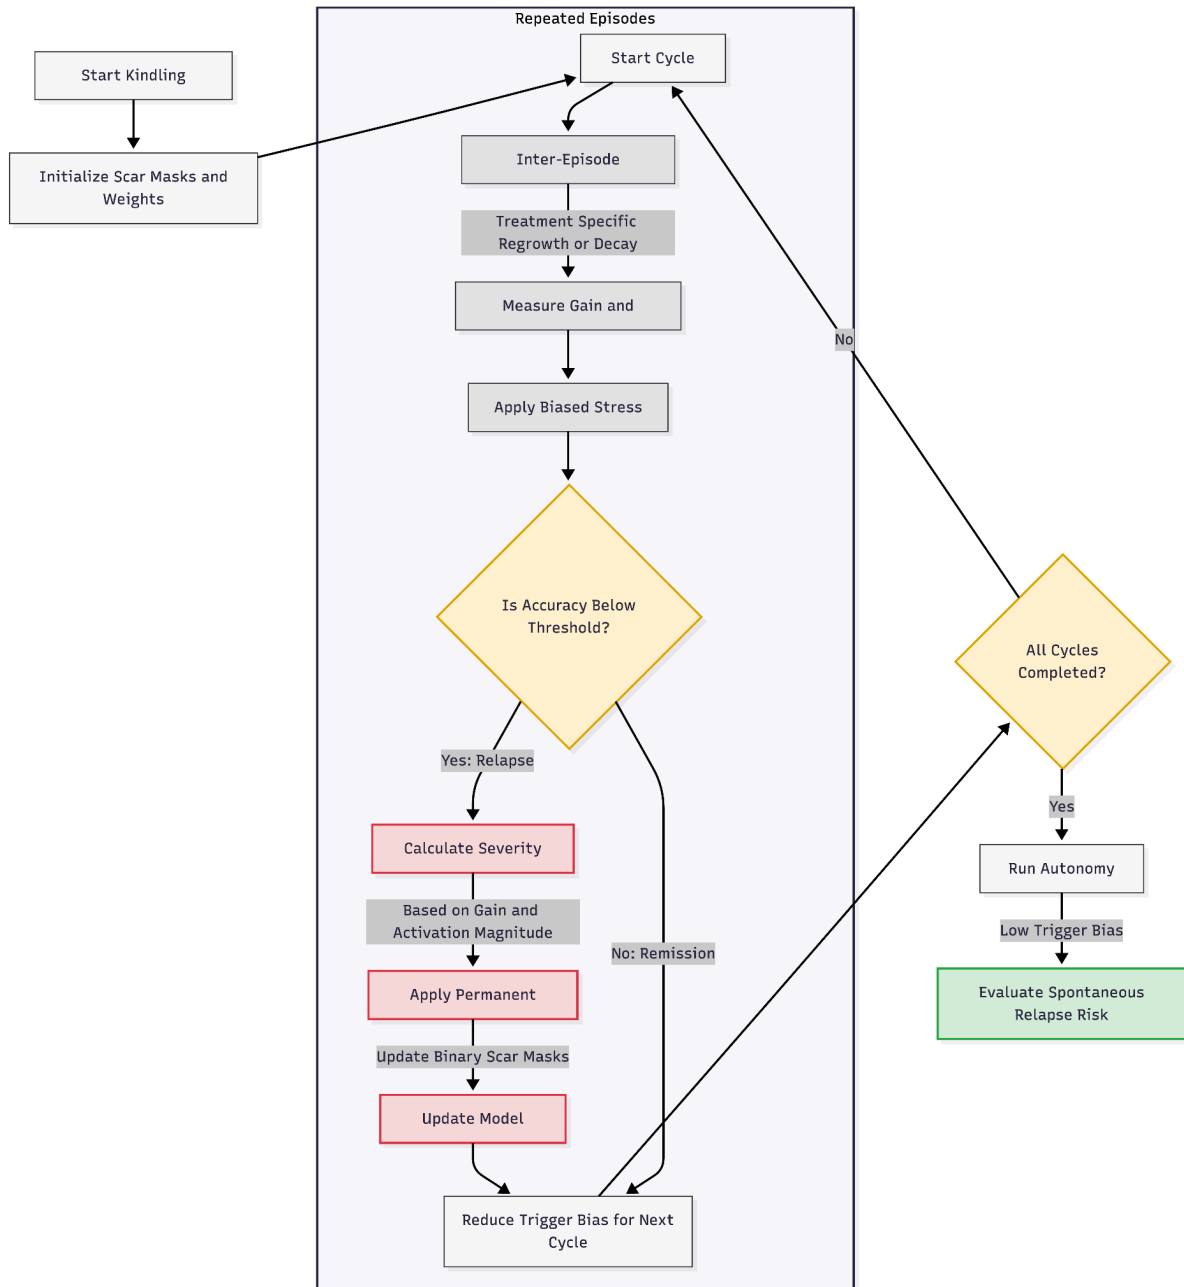 Repeated Episodes
Start Kindling
Initialize Scar Masks and
Weights
Start Cycle
Inter-Episode
Treatment Specific
Regrowth or Decay
Measure Gain and
Apply Biased Stress
Is Accuracy Below
Threshold?
Yes: Relapse
No: Remission
Calculate Severity
Based on Gain and
Activation Magnitude
Apply Permanent
Update Binary Scar Masks
Update Model
Reduce Trigger Bias for Next
Cycle
All Cycles
Completed?
No
Yes
Run Autonomy
Low Trigger Bias
Evaluate Spontaneous
Relapse Risk